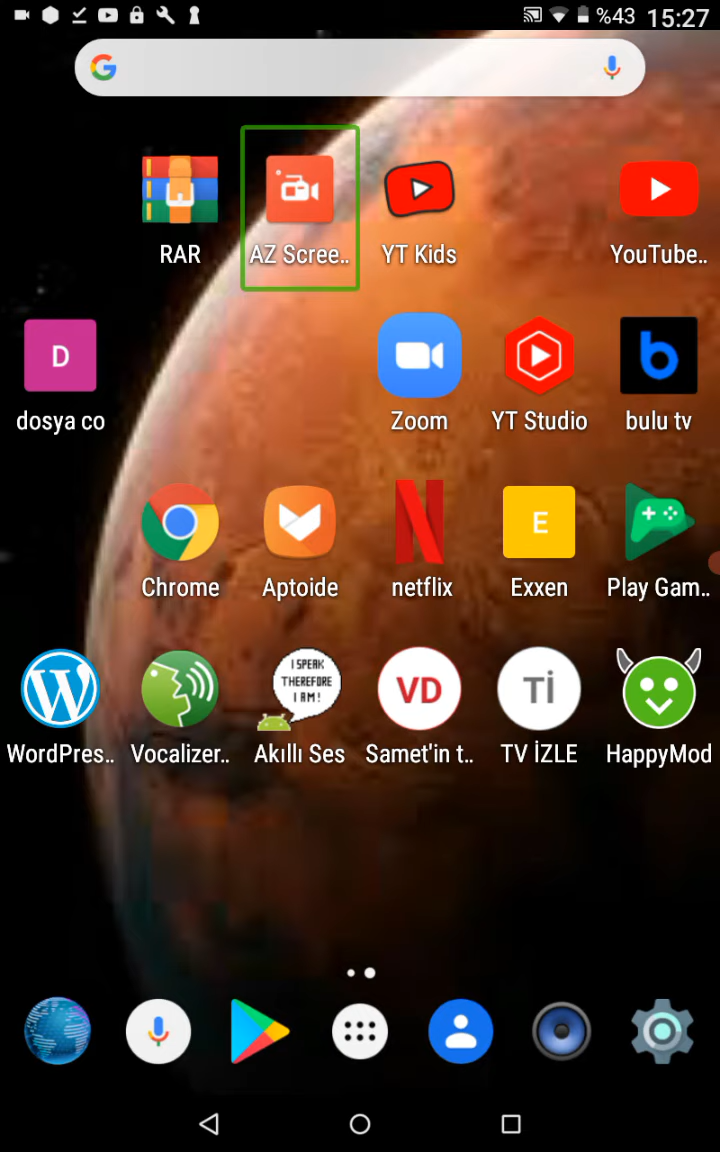 %43 15:27
RAR
AZ Scree..
YT Kids
YouTube..
D
dosya co
Zoom
YT Studio
bulu tv
Chrome
Aptoide
netflix
E
Exxen
Play Gam..
WordPres..
Vocalizer..
I SPEAK
THEREFORE
I AM!
Akıllı Ses
VD
Samet'in t..
Tİ
TV İZLE
HappyMod